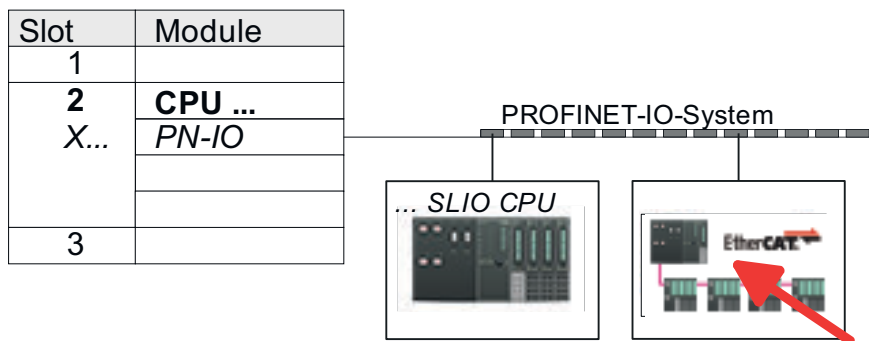 Slot Module
1
2 CPU ...
X... PN-IO
3
PROFINET-IO-System
... SLIO CPU
EtherCAT